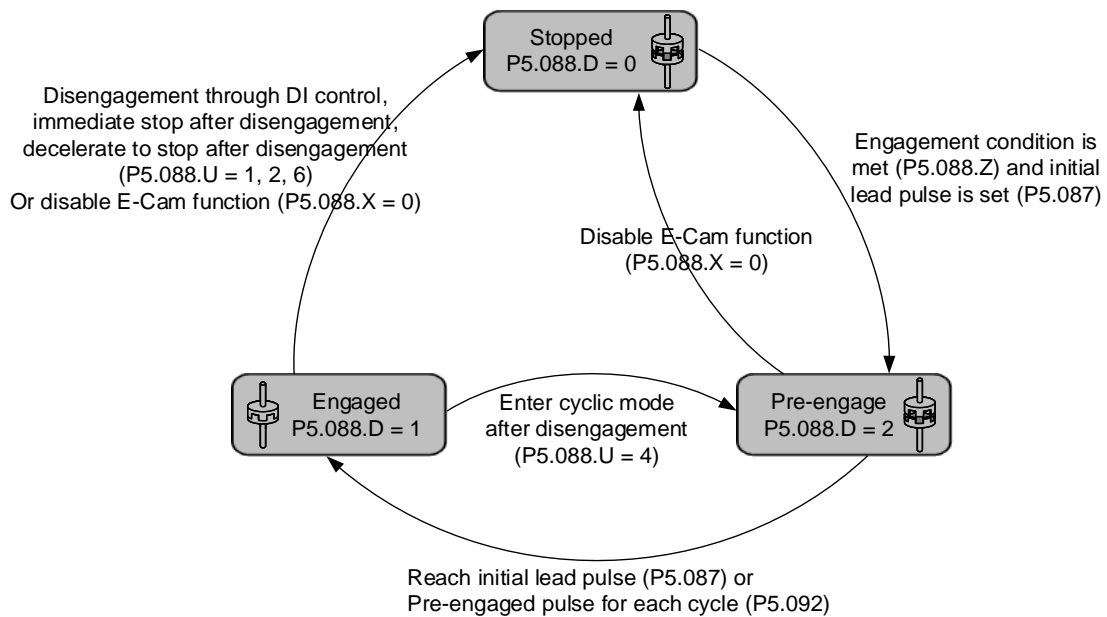 Stopped
P5.088.D = 0
Disengagement through DI control,
immediate stop after disengagement,
decelerate to stop after disengagement
(P5.088.U = 1, 2, 6)
Or disable E-Cam function (P5.088.X = 0)
Engagement condition is
met (P5.088.Z) and initial
lead pulse is set (P5.087)
Disable E-Cam function
(P5.088.X = 0)
Engaged
P5.088.D = 1
Enter cyclic mode
after disengagement
(P5.088.U = 4)
Pre-engage
P5.088.D = 2
Reach initial lead pulse (P5.087) or
Pre-engaged pulse for each cycle (P5.092)